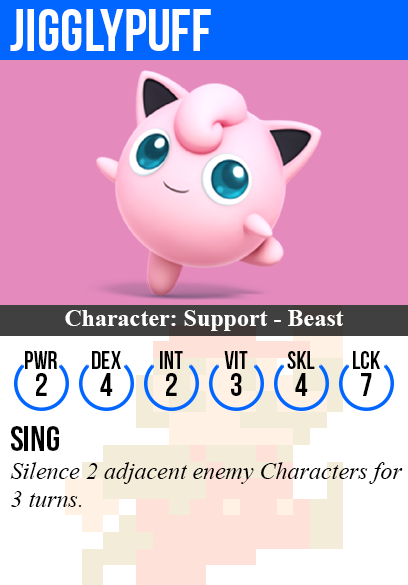 JIGGLYPUFF
Character: Support - Beast
PWR DEX INT VIT SKL LCK
2 4 2 3 4 7
SING
Silence 2 adjacent enemy Characters for
3 turns.